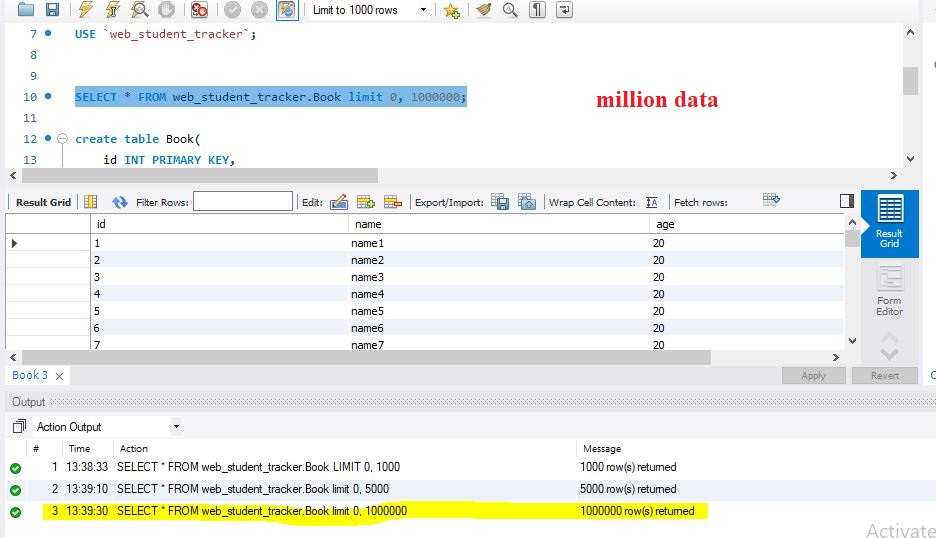 Limit to 1000 rows
7 USE `web_student_tracker`;
8
9
10 SELECT * FROM web_student_tracker.Book limit 0, 1000000;
million data
11
12 create table Book(
13 id INT PRIMARY KEY,
Result Grid Filter Rows: Edit: Export/Import: Wrap Cell Content: IA Fetch rows:
id name age
1 name1 20
2 name2 20
3 name3 20
4 name4 20
5 name5 20
6 name6 20
7 name7 20
Result
Grid
Form
Editor
Book 3 Apply Revert
Output
Action Output
# Time Action Message
1 13:38:33 SELECT * FROM web_student_tracker.Book LIMIT 0, 1000 1000 row(s) returned
2 13:39:10 SELECT * FROM web_student_tracker.Book limit 0, 5000 5000 row(s) returned
3 13:39:30 SELECT * FROM web_student_tracker.Book limit 0, 1000000 1000000 row(s) returned
Activate